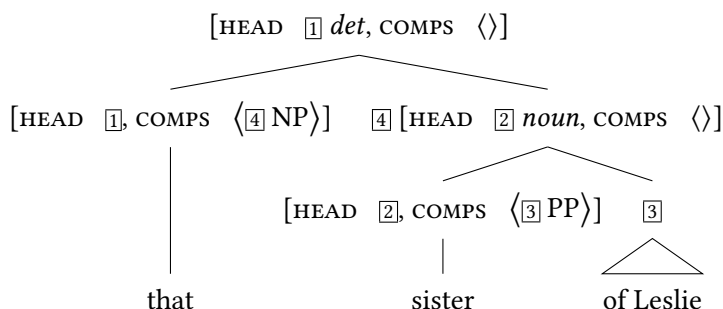 [HEAD 1 det, COMPS ⟨⟩]
[HEAD 1, COMPS ⟨4 NP⟩] 4 [HEAD 2 noun, COMPS ⟨⟩]
[HEAD 2, COMPS ⟨3 PP⟩] 3
that sister of Leslie